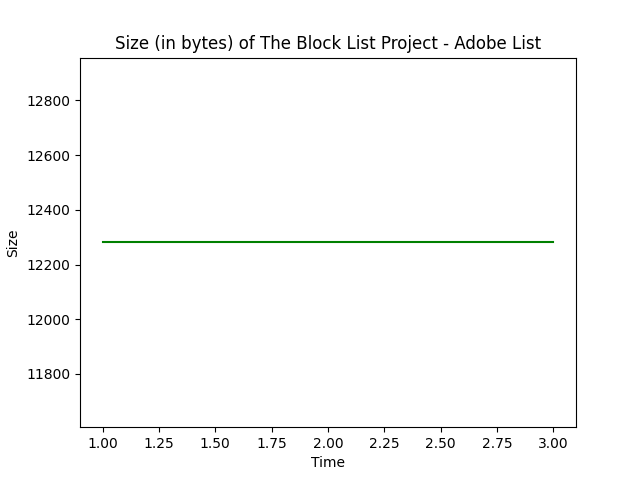 Size (in bytes) of The Block List Project - Adobe List
12800
12600
12400
12200
12000
11800
Size
1.00 1.25 1.50 1.75 2.00 2.25 2.50 2.75 3.00
Time